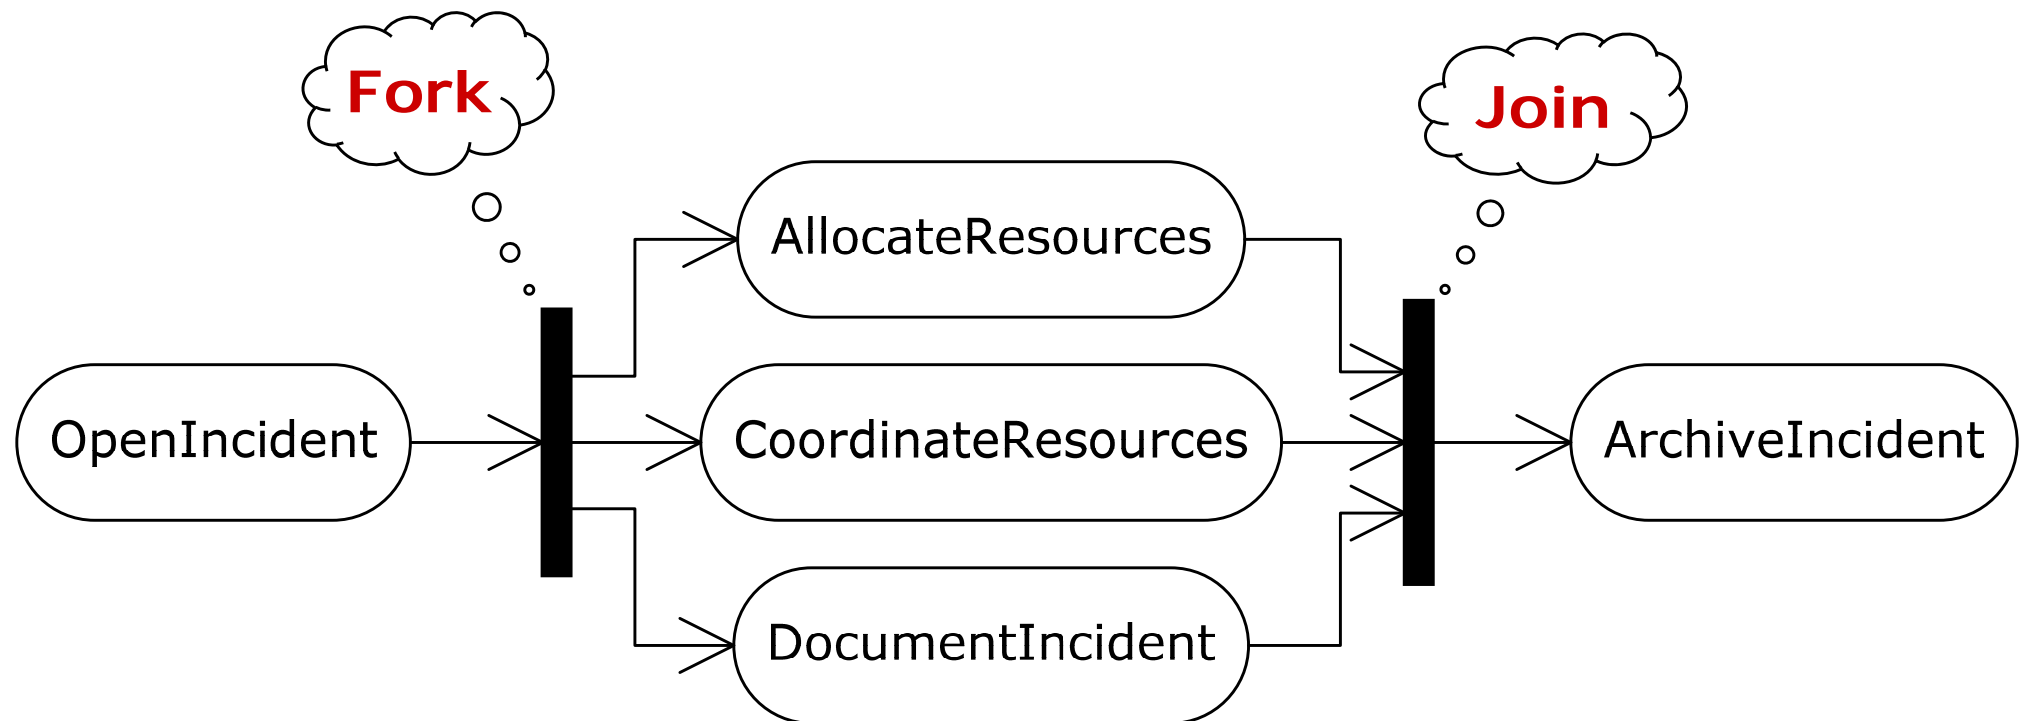 Fork
Join
AllocateResources
OpenIncident
CoordinateResources
ArchiveIncident
DocumentIncident